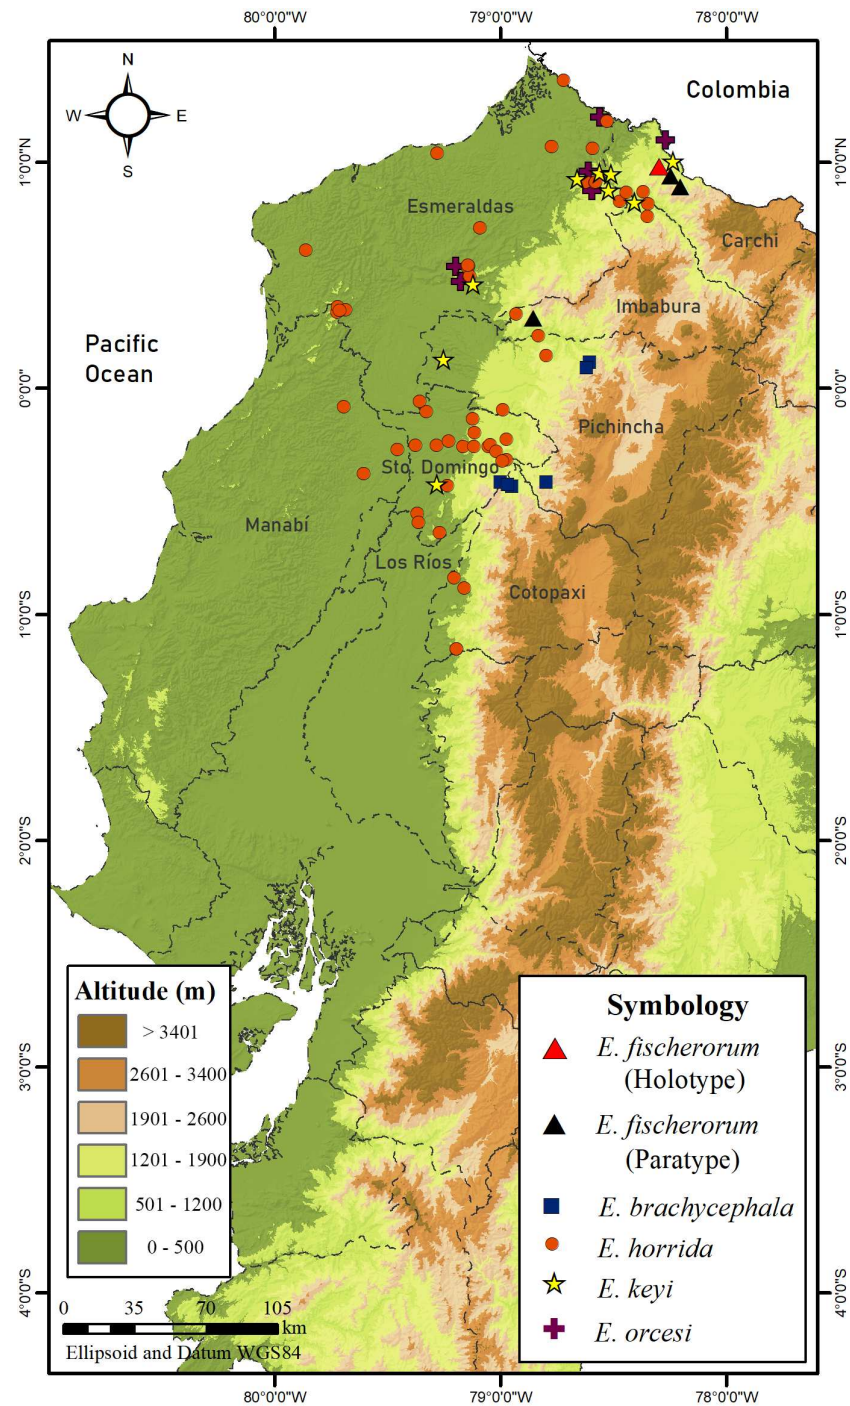 80°0'0"W 79°0'0"W 78°0'0"W
N
W E
S
Colombia
1°0'0"N
1°0'0"N
Esmeraldas
Carchi
Imbabura
Pacific
Ocean
0°0'0"
0°0'0"
Pichincha
Sto. Domingo
Manabí
Los Ríos
Cotopaxi
1°0'0"S
1°0'0"S
2°0'0"S
2°0'0"S
Altitude (m)
> 3401
2601 - 3400
1901 - 2600
1201 - 1900
501 - 1200
0 - 500
Symbology
E. fischerorum
(Holotype)
E. fischerorum
(Paratype)
E. brachycephala
E. horrida
E. keyi
E. orcesi
3°0'0"S
3°0'0"S
4°0'0"S
4°0'0"S
0 35 70 105
km
Ellipsoid and Datum WGS84
80°0'0"W 79°0'0"W 78°0'0"W